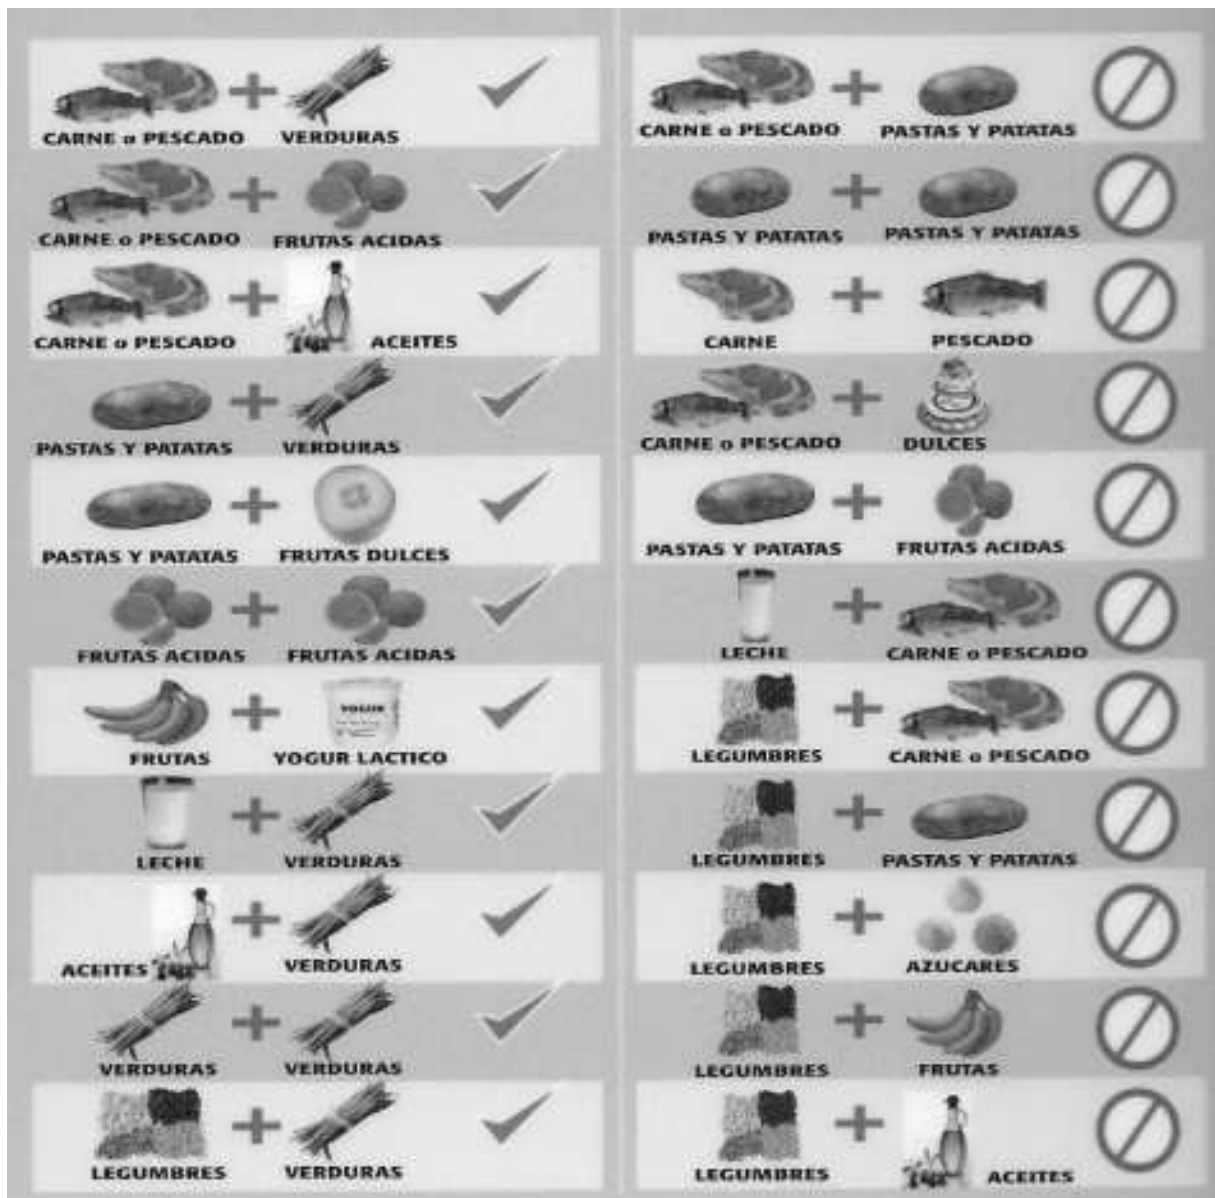 CARNE o PESCADO VERDURAS
CARNE o PESCADO FRUTAS ACIDAS
CARNE o PESCADO ACEITES
PASTAS Y PATATAS VERDURAS
PASTAS Y PATATAS FRUTAS DULCES
FRUTAS ACIDAS FRUTAS ACIDAS
YOGUR
FRUTAS YOGUR LACTICO
LECHE VERDURAS
ACEITES VERDURAS
VERDURAS VERDURAS
LEGUMBRES VERDURAS
CARNE o PESCADO PASTAS Y PATATAS
PASTAS Y PATATAS PASTAS Y PATATAS
CARNE PESCADO
CARNE o PESCADO DULCES
PASTAS Y PATATAS FRUTAS ACIDAS
LECHE CARNE o PESCADO
LEGUMBRES CARNE o PESCADO
LEGUMBRES PASTAS Y PATATAS
LEGUMBRES AZUCARES
LEGUMBRES FRUTAS
LEGUMBRES ACEITES